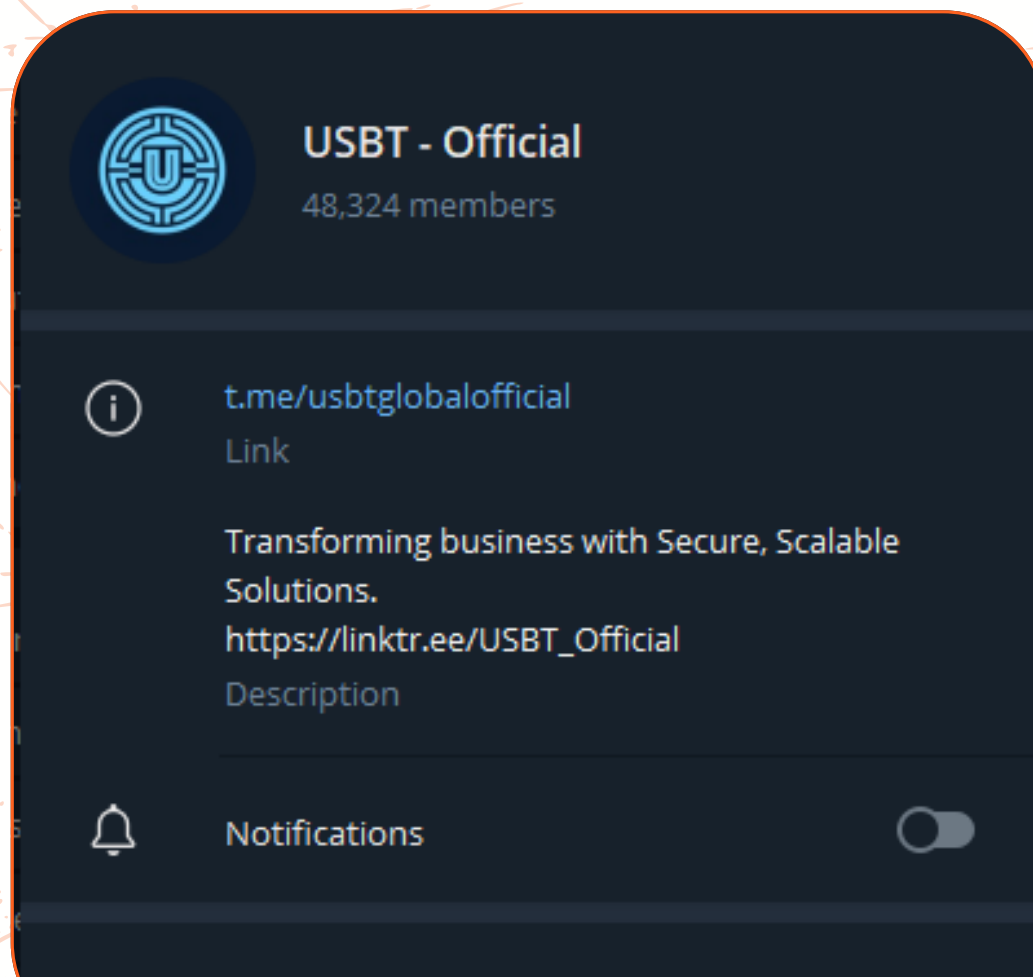 USBT - Official
48,324 members
t.me/usbtglobalofficial
Link
Transforming business with Secure, Scalable
Solutions.
https://linktr.ee/USBT_Official
Description
Notifications